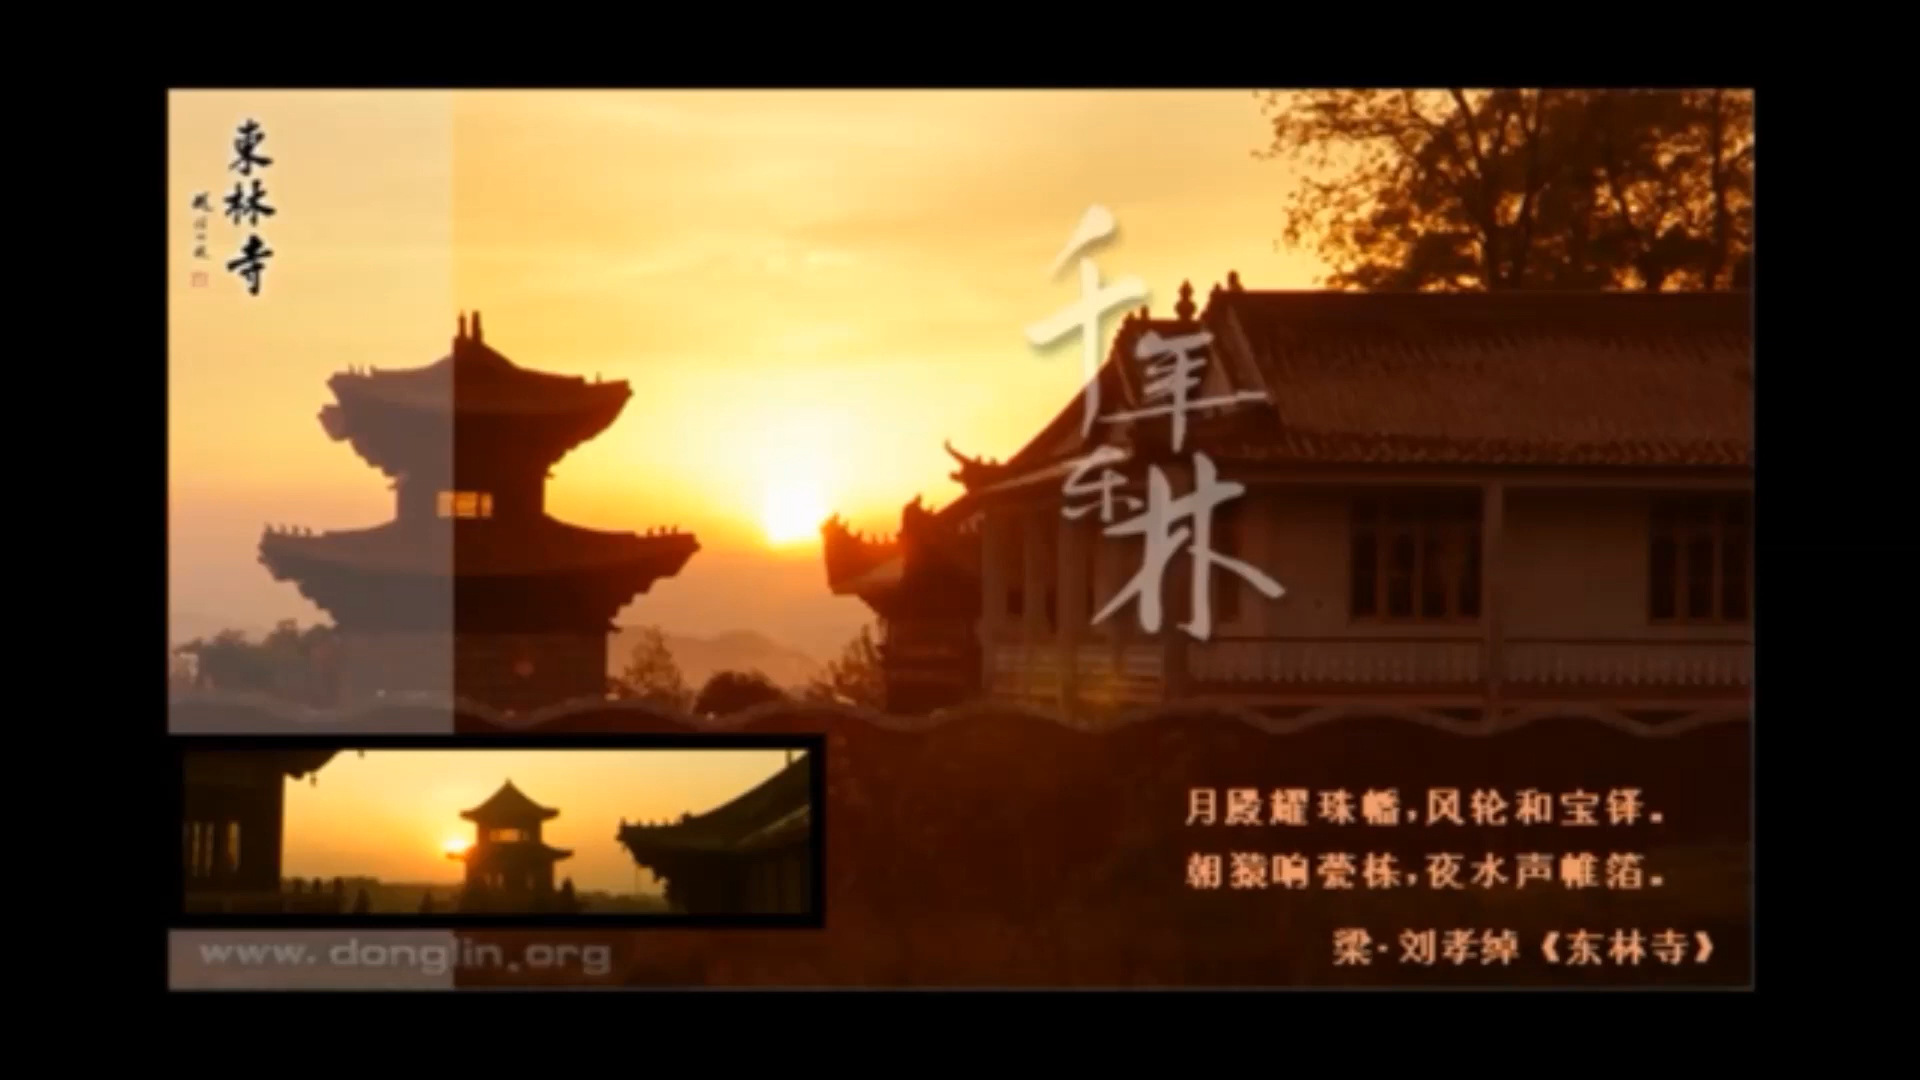 東林寺
千年东林
月殿耀珠幡，风轮和宝铎。
朝猿响甍栋，夜水声帷箔。
梁·刘孝绰《东林寺》
www.donglin.org